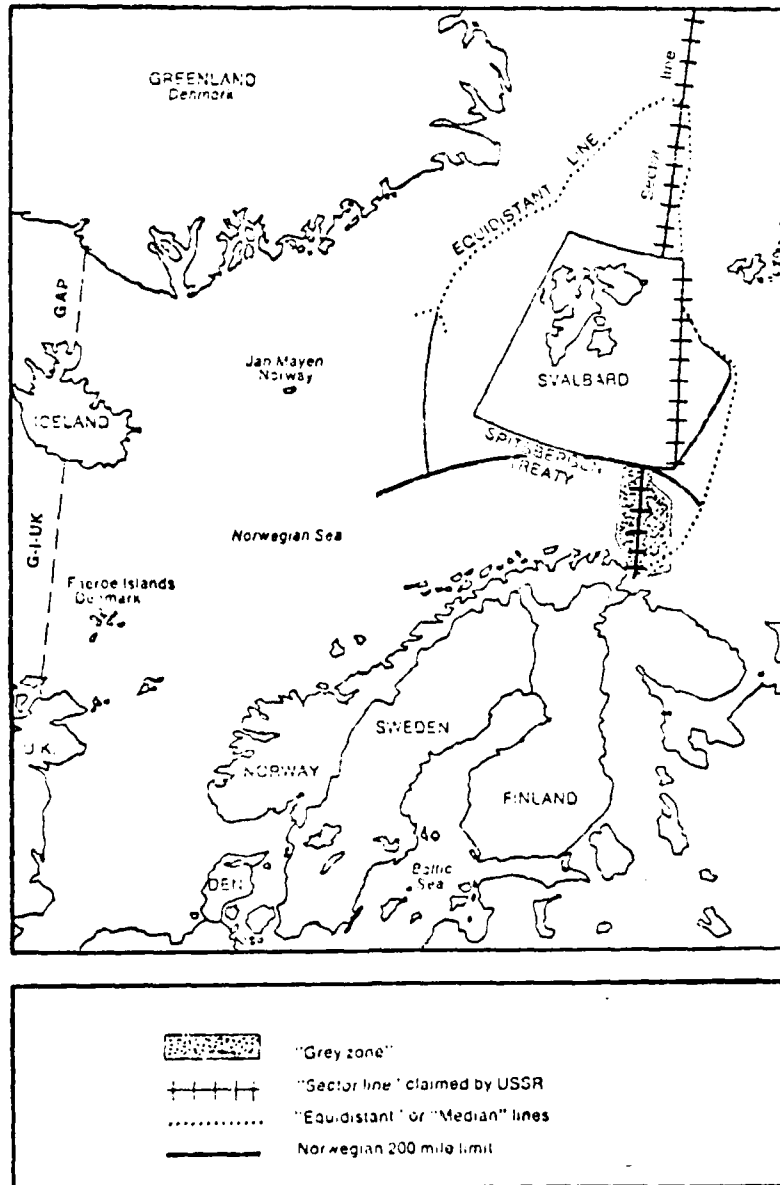 GREENLAND
Denmark
line
Sector
EQUIDISTANT LINE
GAP
Jan Mayen
Norway
SVALBARD
ICELAND
SPITSBERGEN
TREATY
G-I-UK
Norwegian Sea
Faeroe Islands
Denmark
U.K.
SWEDEN
NORWAY
FINLAND
Baltic
Sea
DEN
"Grey zone"
"Sector line" claimed by USSR
"Equidistant" or "Median" lines
Norwegian 200 mile limit